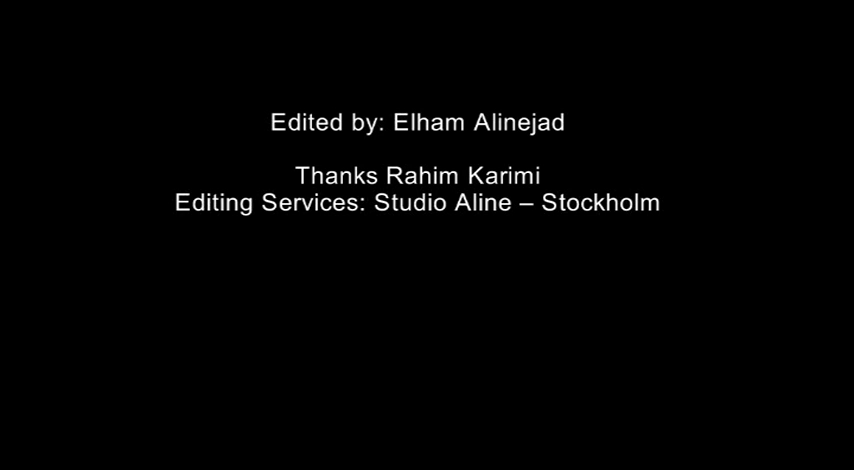 Edited by: Elham Alinejad
Thanks Rahim Karimi
Editing Services: Studio Aline – Stockholm